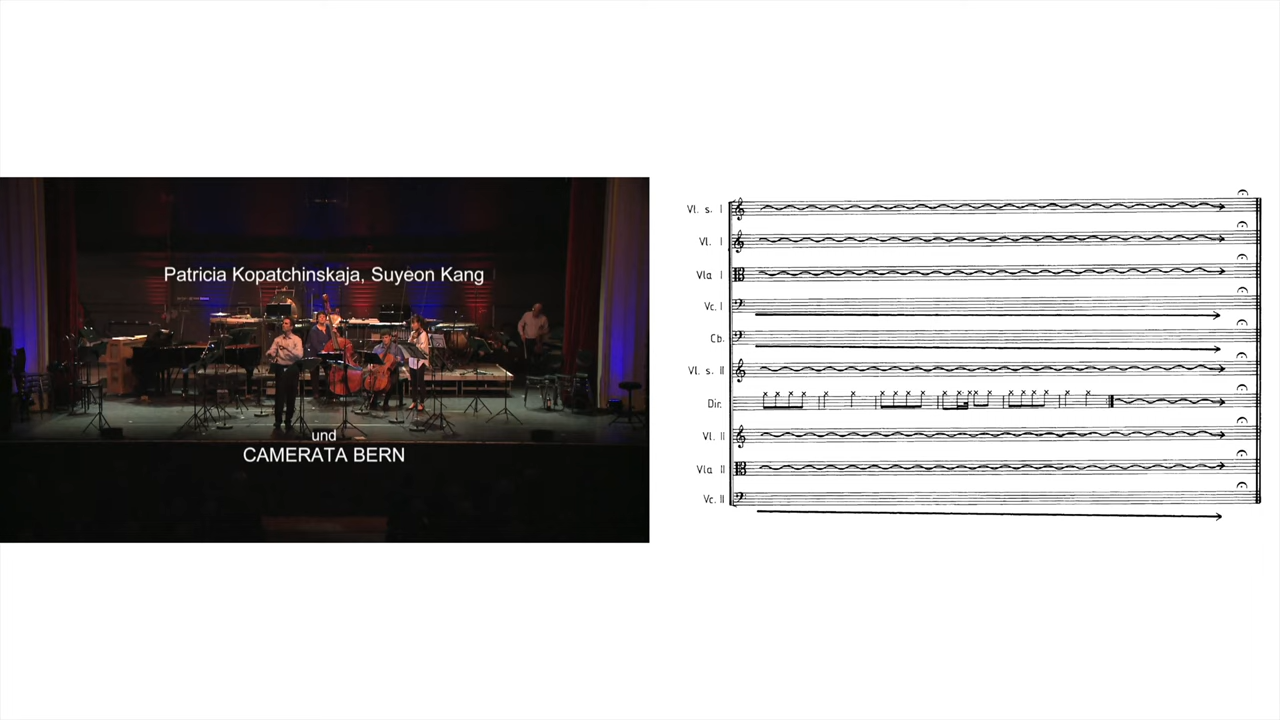 Patricia Kopatchinskaja, Suyeon Kang
und
CAMERATA BERN
Vl. s. I
Vl. I
Vla I
Vc. I
Cb.
Vl. s. II
Dir.
Vl. II
Vla II
Vc. II